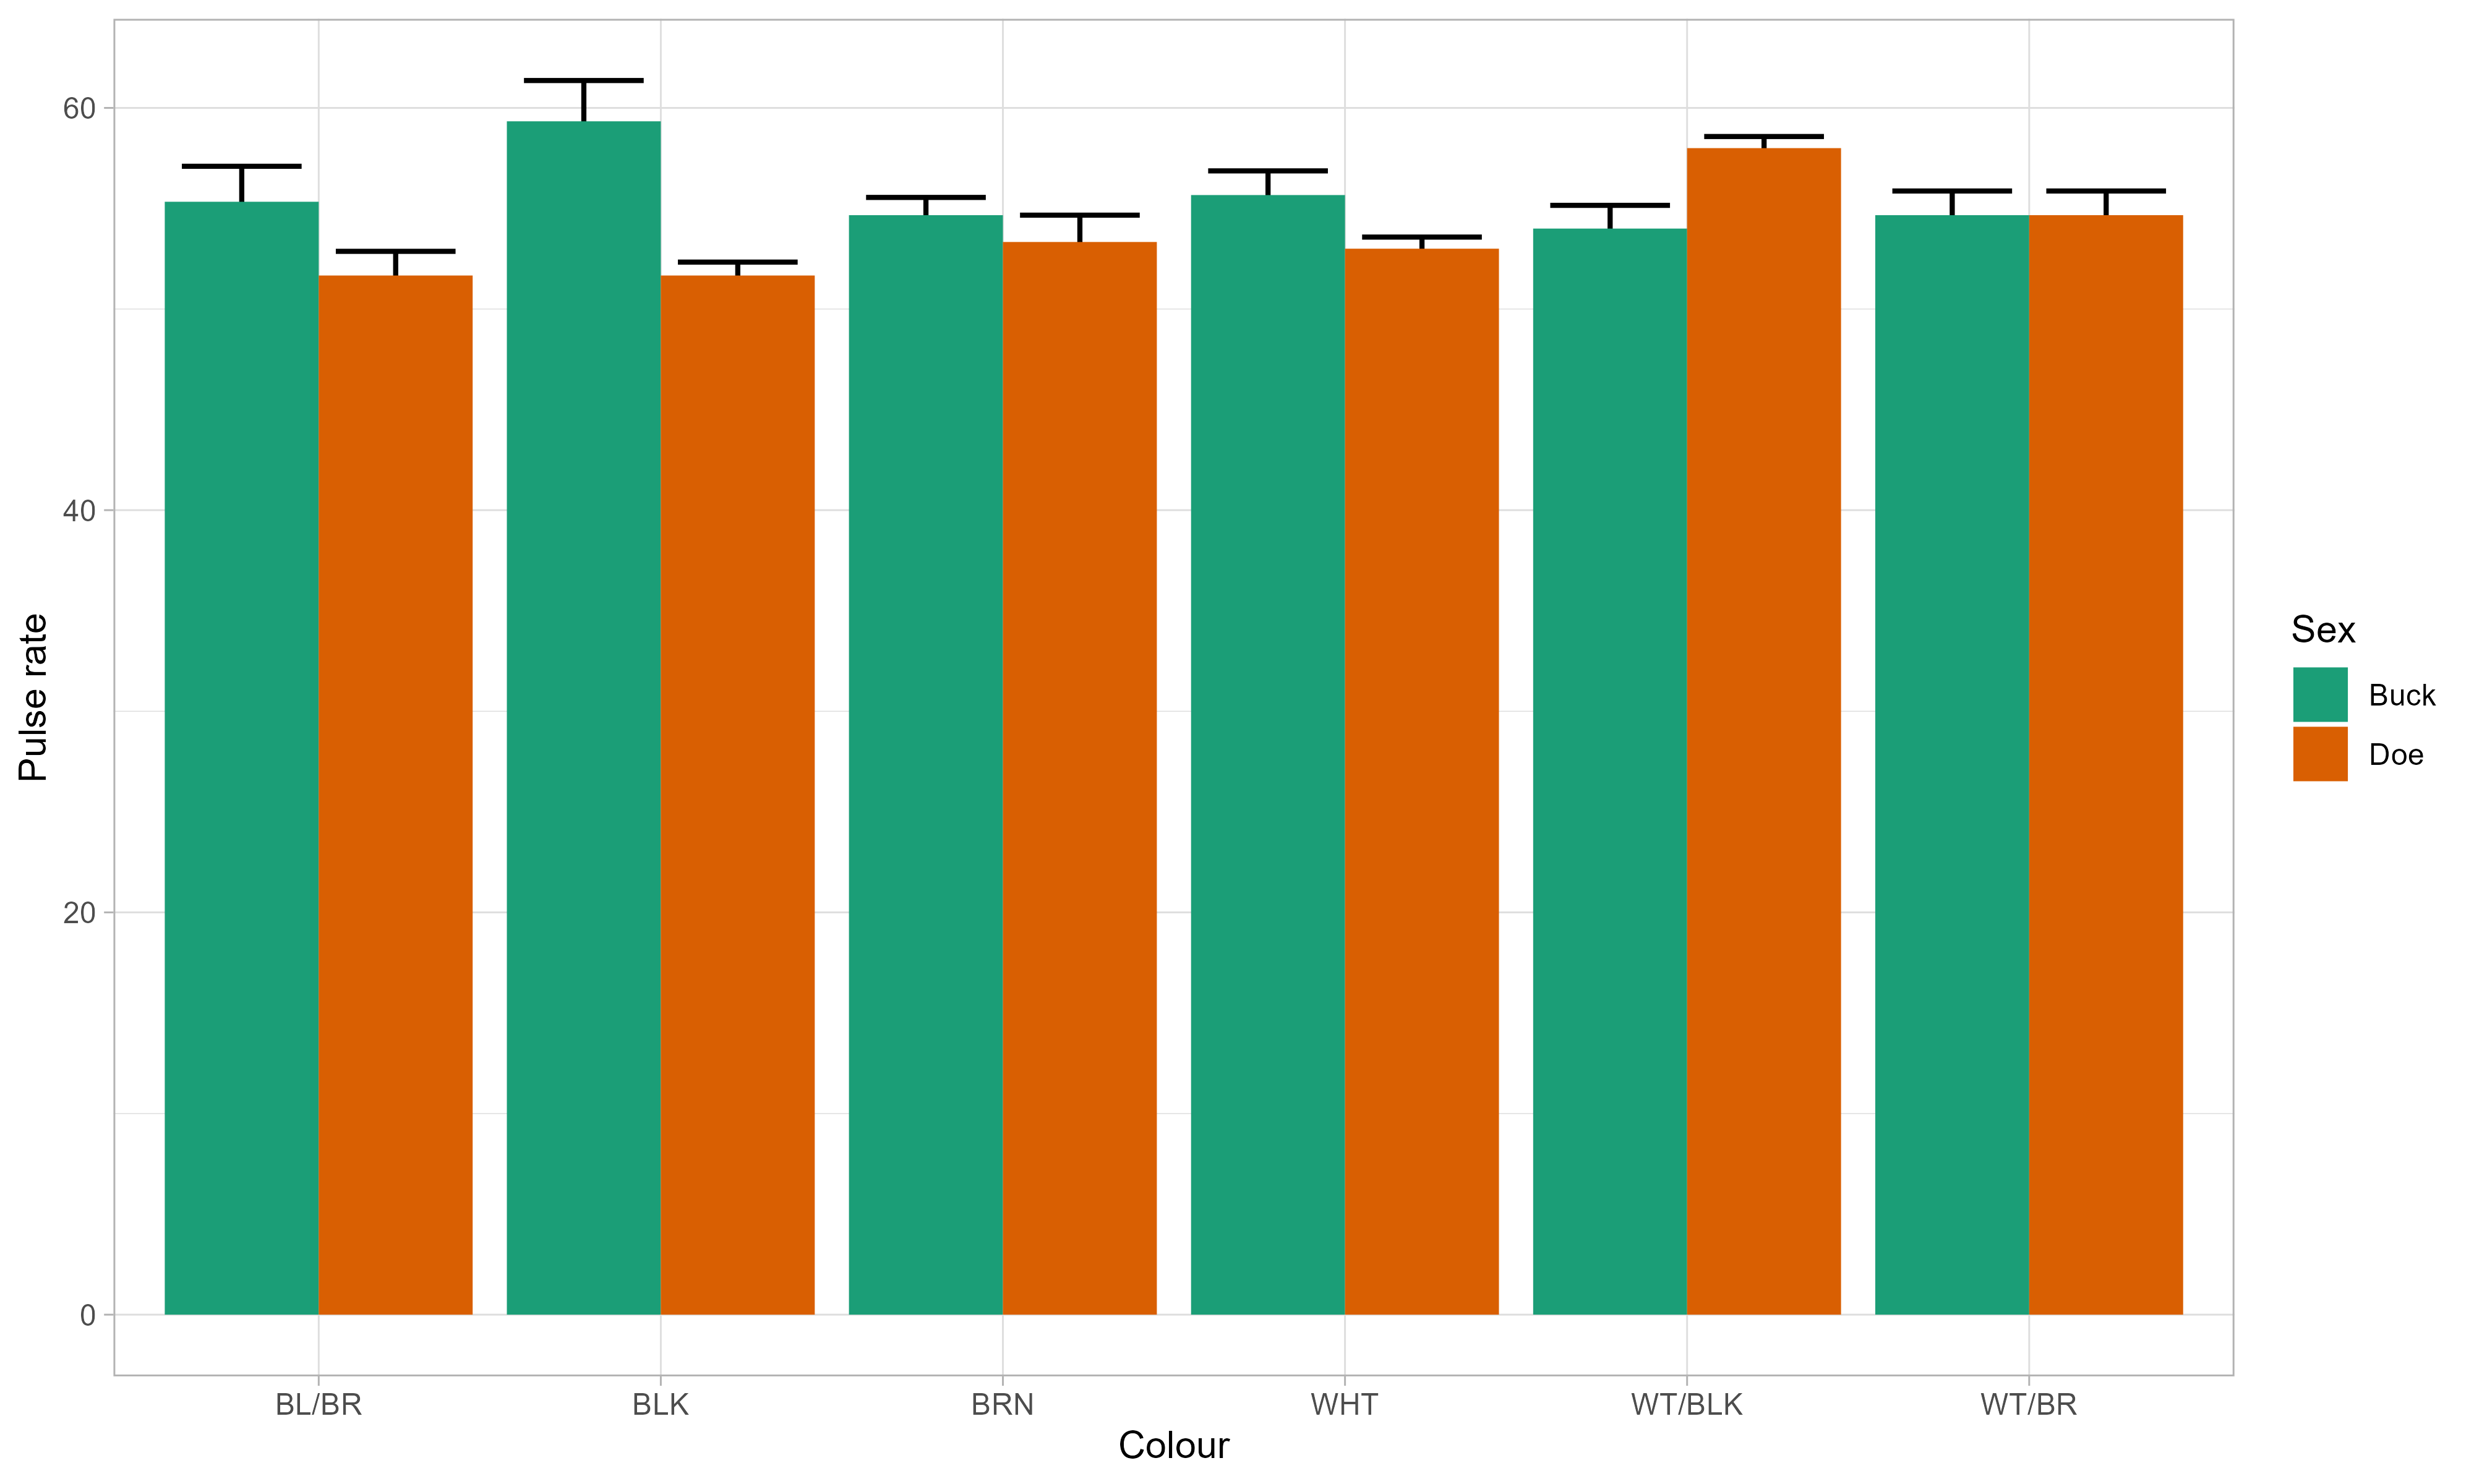 60
40
20
0
Pulse rate
BL/BR BLK BRN WHT WT/BLK WT/BR
Colour
Sex
Buck
Doe